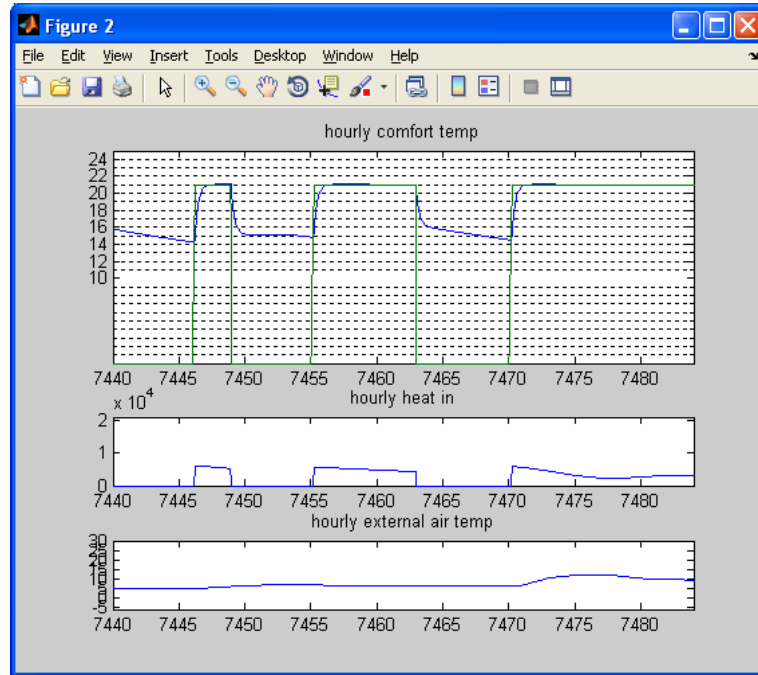 Figure 2
File Edit View Insert Tools Desktop Window Help
hourly comfort temp
24
22
20
18
16
14
12
10
7440 7445 7450 7455 7460 7465 7470 7475 7480
x 10^4
hourly heat in
2
1
0
7440 7445 7450 7455 7460 7465 7470 7475 7480
hourly external air temp
30
25
20
15
10
5
0
-5
7440 7445 7450 7455 7460 7465 7470 7475 7480